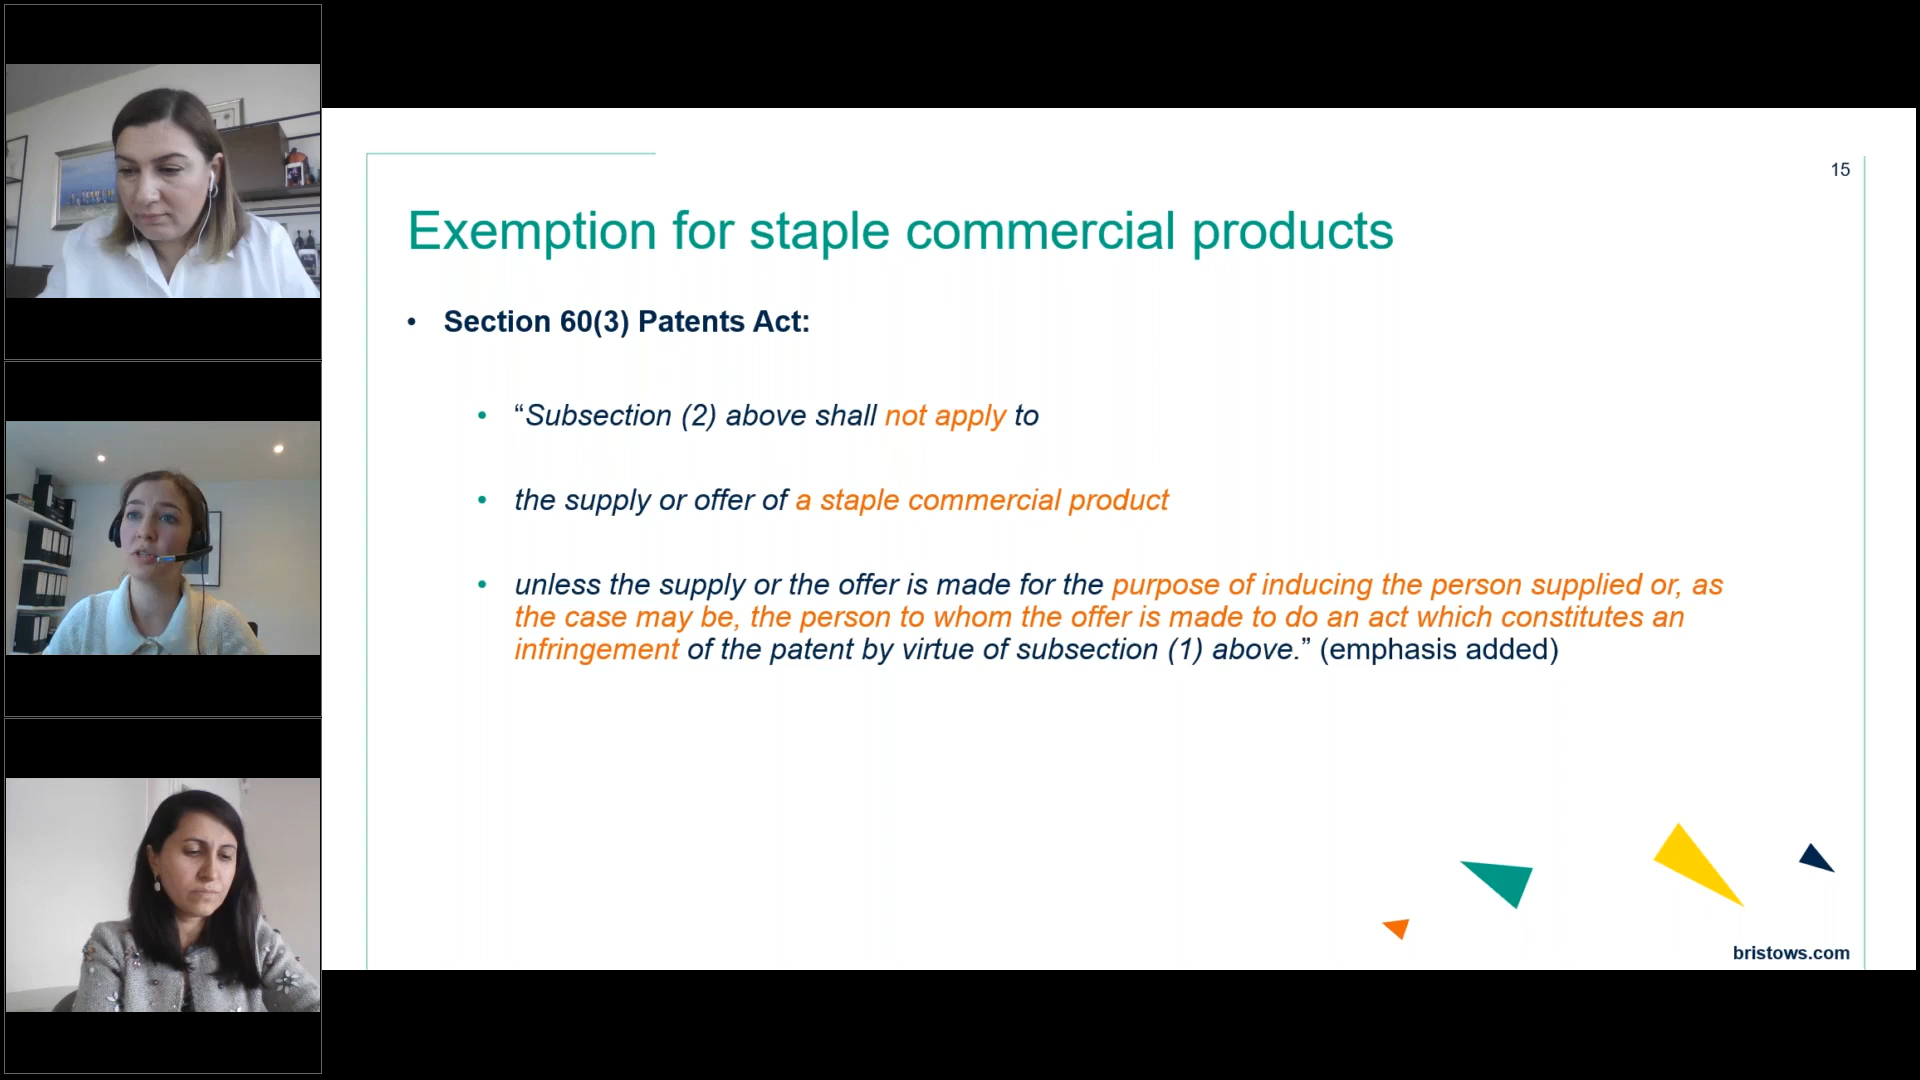 15
Exemption for staple commercial products
• Section 60(3) Patents Act:
• “Subsection (2) above shall not apply to
• the supply or offer of a staple commercial product
• unless the supply or the offer is made for the purpose of inducing the person supplied or, as
the case may be, the person to whom the offer is made to do an act which constitutes an
infringement of the patent by virtue of subsection (1) above.” (emphasis added)
bristows.com